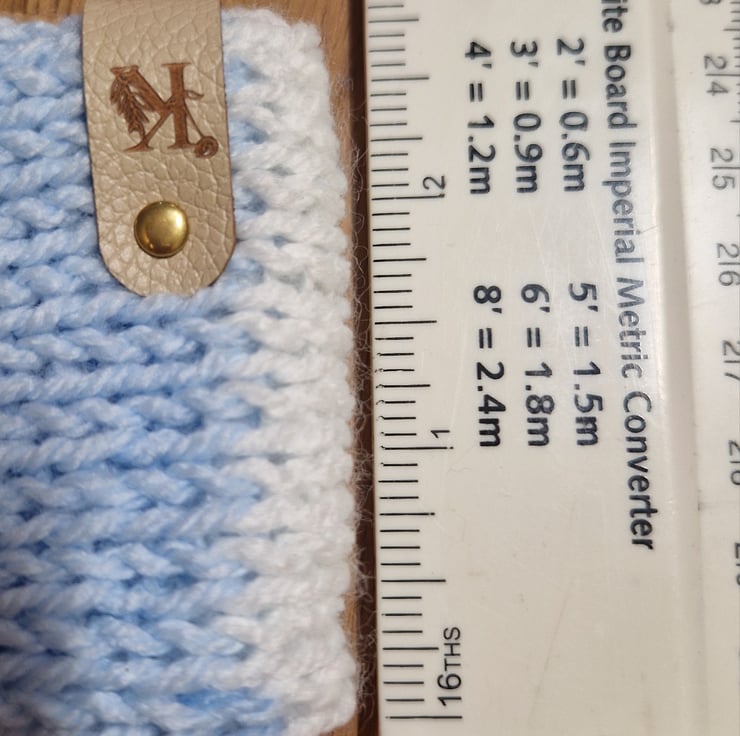 24 25 26 27
ite Board Imperial Metric Converter
2' = 0.6m 5' = 1.5m
3' = 0.9m 6' = 1.8m
4' = 1.2m 8' = 2.4m
2 1 16THS
K